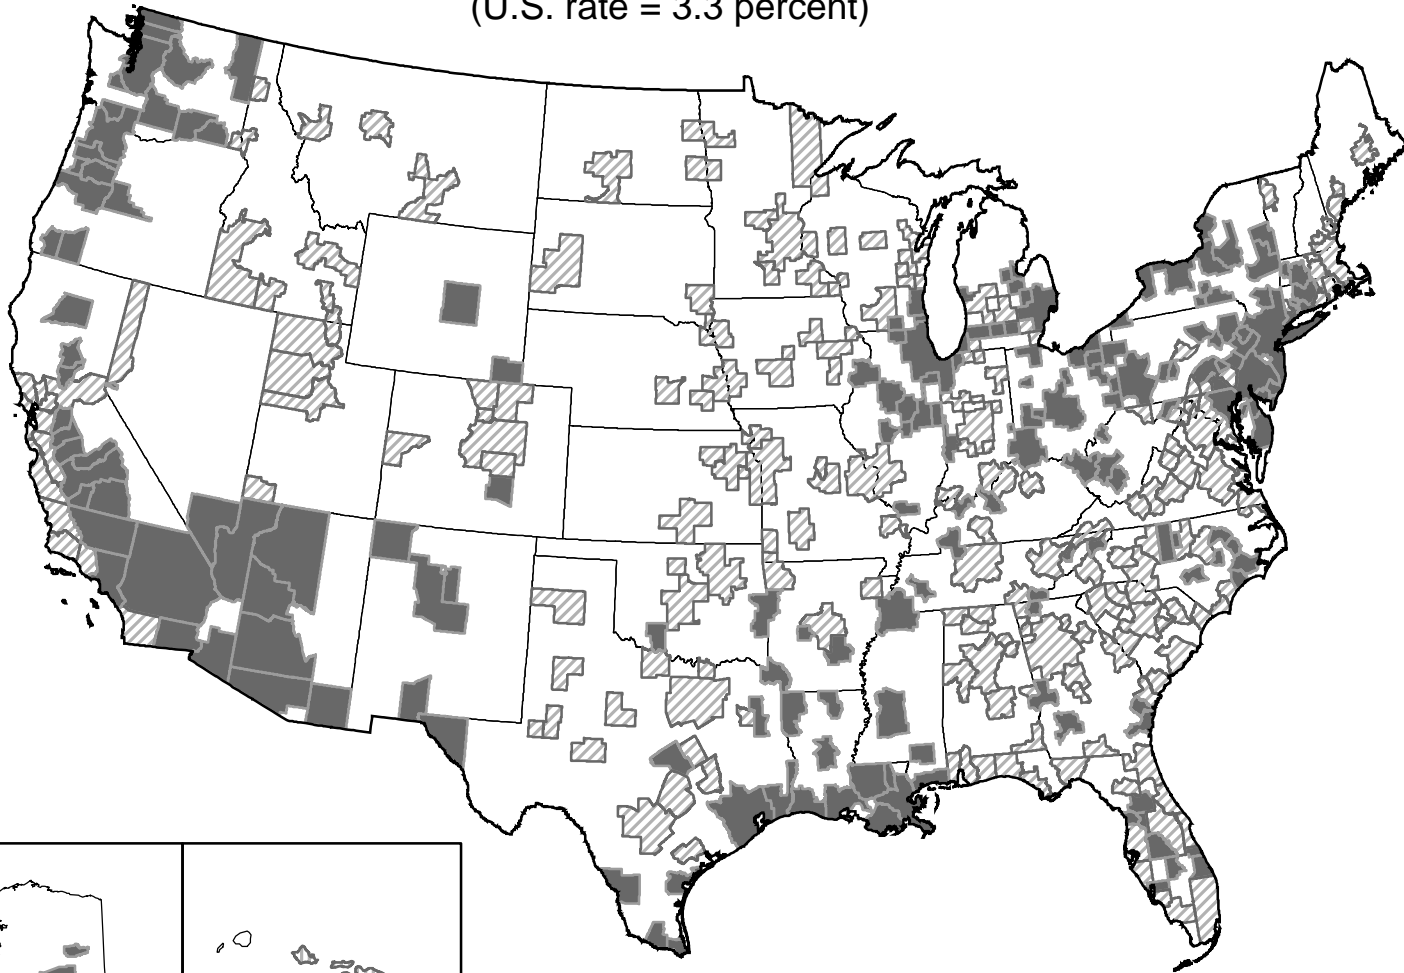 (U.S. rate = 3.3 percent)